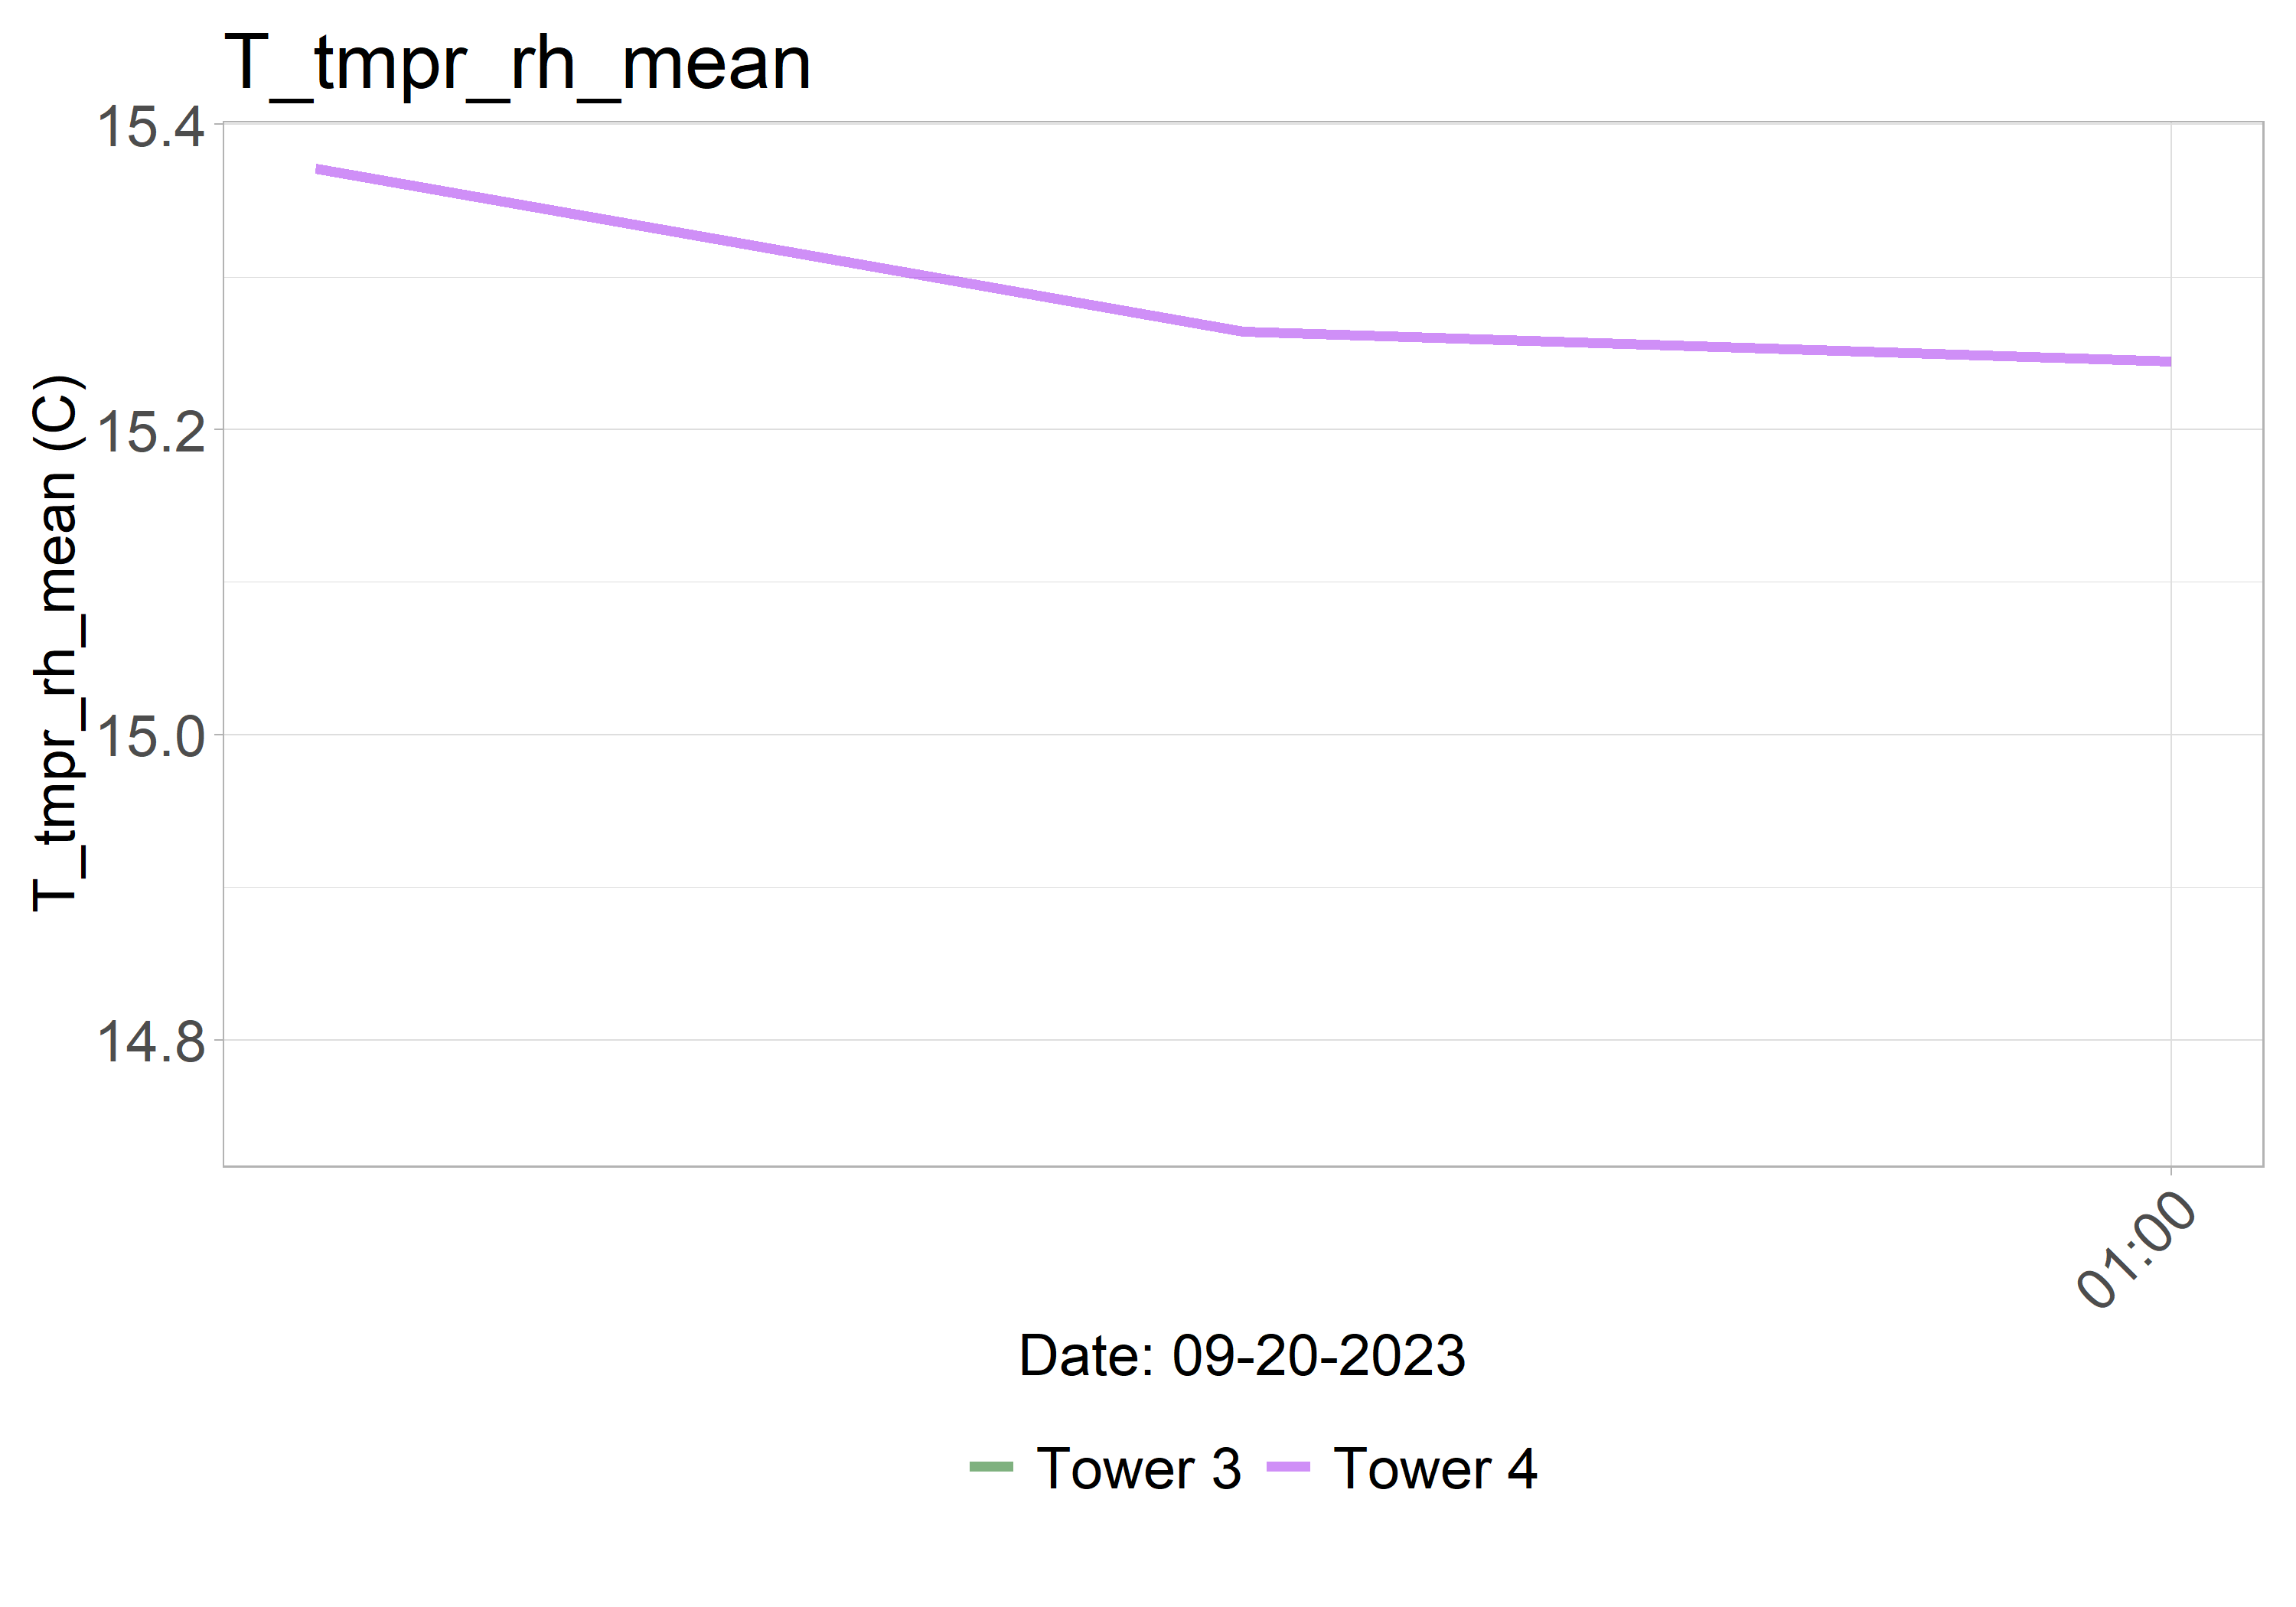 T_tmpr_rh_mean
T_tmpr_rh_mean (C)
15.4
15.2
15.0
14.8
01:00
Date: 09-20-2023
Tower 3 Tower 4